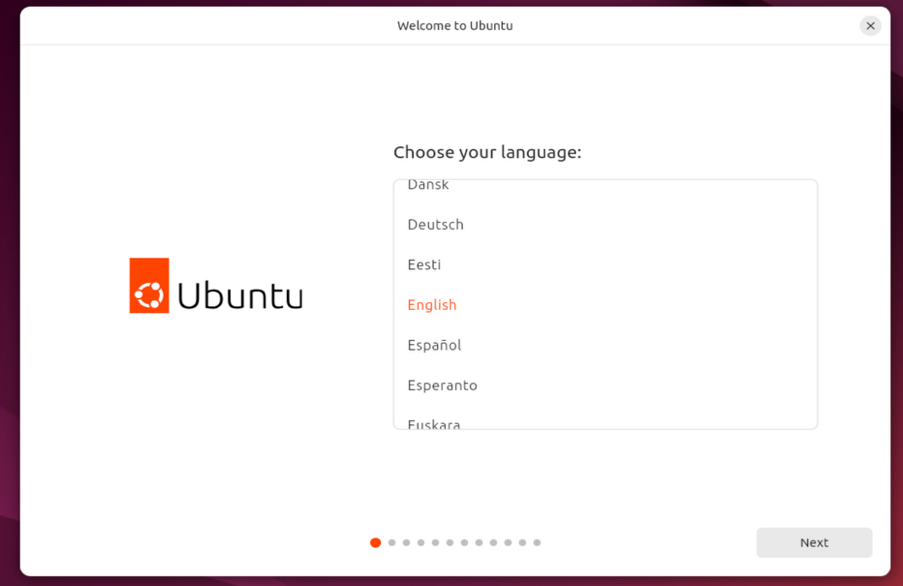 Welcome to Ubuntu
Choose your language:
Dansk
Deutsch
Eesti
English
Español
Esperanto
Euskara
Ubuntu
Next